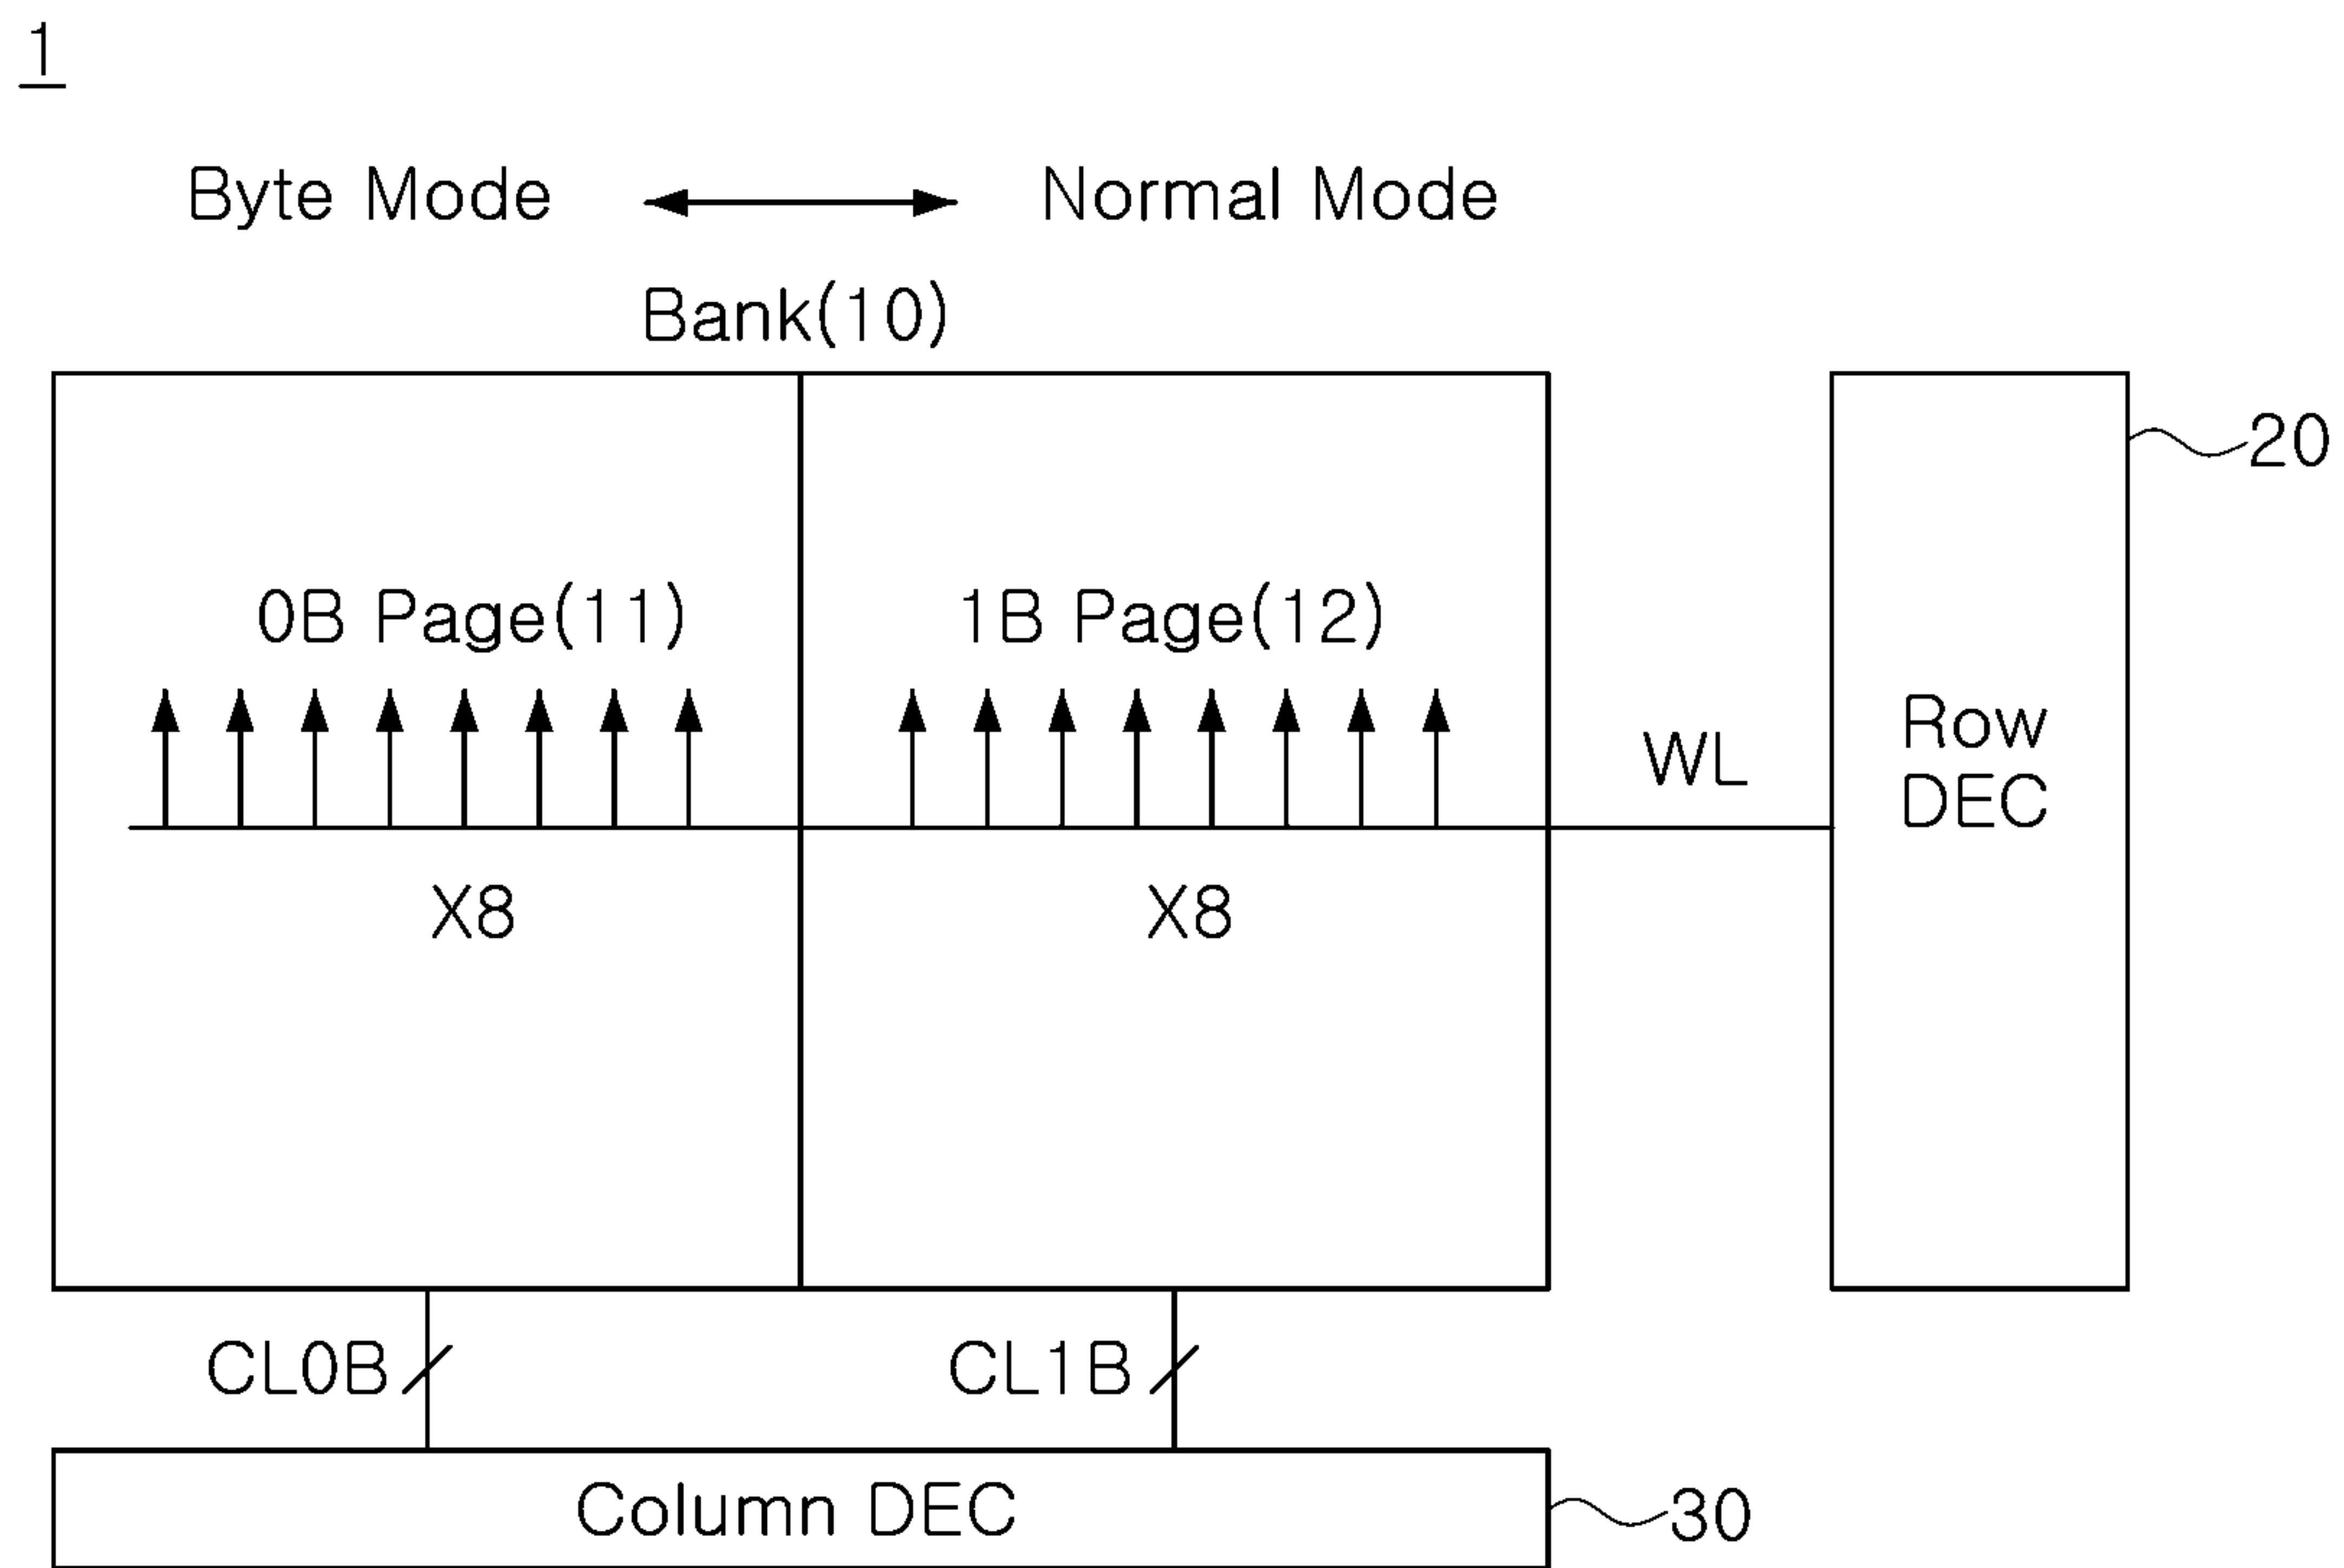 1
Byte Mode Normal Mode
Bank(10)
20
0B Page(11) 1B Page(12)
WL
Row
DEC
X8 X8
CL0B CL1B
Column DEC
30